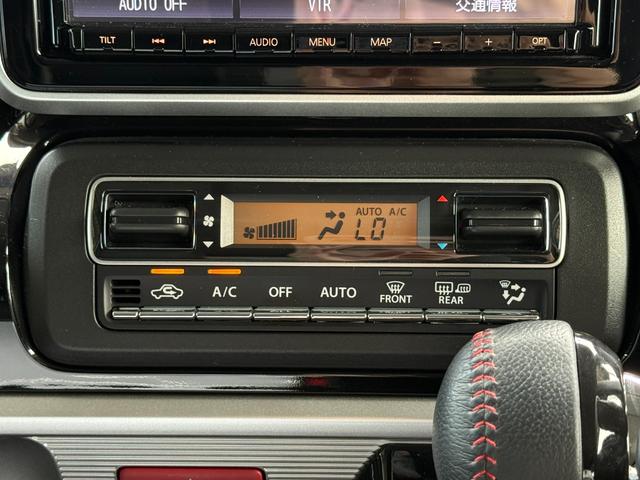 AUDIO OFF VTR 交通情報
TILT AUDIO MENU MAP − + OPT
AUTO A/C
LO
A/C OFF AUTO FRONT REAR